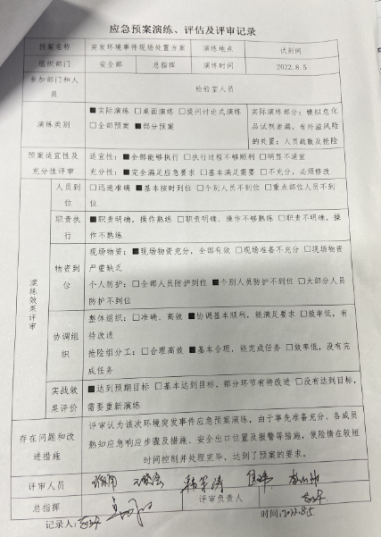 应急预案演练、评估及评审记录
预案名称 突发环境事件现场处置方案 演练地点 试剂间
组织部门 安全部 总指挥 演练时间 2022.8.5
参加部门和人员 检验室人员
演练类别 ■实际演练 □桌面演练 □提问讨论式演练
□全部预案 ■部分预案
实际演练部分：模拟危化品试剂泄漏，有外溢风险的处置；人员疏散及抢险
预案适宜性及充分性评审 适宜性：■全部能够执行 □执行过程不够顺利 □明显不适宜
充分性：■完全满足应急要求 □基本满足需要 □不充分，必须修改
演练效果评审
人员到位 □迅速准确 ■基本按时到位 □个别人员不到位 □重点部位人员不到位
职责执行 ■职责明确，操作熟练 □职责明确，操作不够熟练 □职责不明确，操作不熟练
物资到位 现场物资：■现场物资充分，全面有效 □现场准备不充分 □现场物资严重缺乏
个人防护：□全部人员防护到位 ■个别人员防护不到位 □大部分人员防护不到位
协调组织 整体组织：□准确、高效 ■协调基本顺利，能满足要求 □效率低，有待改进
抢险组分工：□合理高效 ■基本合理，能完成任务 □效率低，没有完成任务
实战效果评价 ■达到预期目标 □基本达到目标，部分环节有待改进 □没有达到目标，需要重新演练
存在问题和改进措施 评审认为该次环境突发事件应急预案演练，由于事先准备充分、各成员熟知应急响应步骤及措施、安全出口位置及报警等措施，使险情在较短时间控制并处理完毕，达到了预案的要求。
评审人员
总指挥 评审负责人
记录人： 时间：2022.8.5